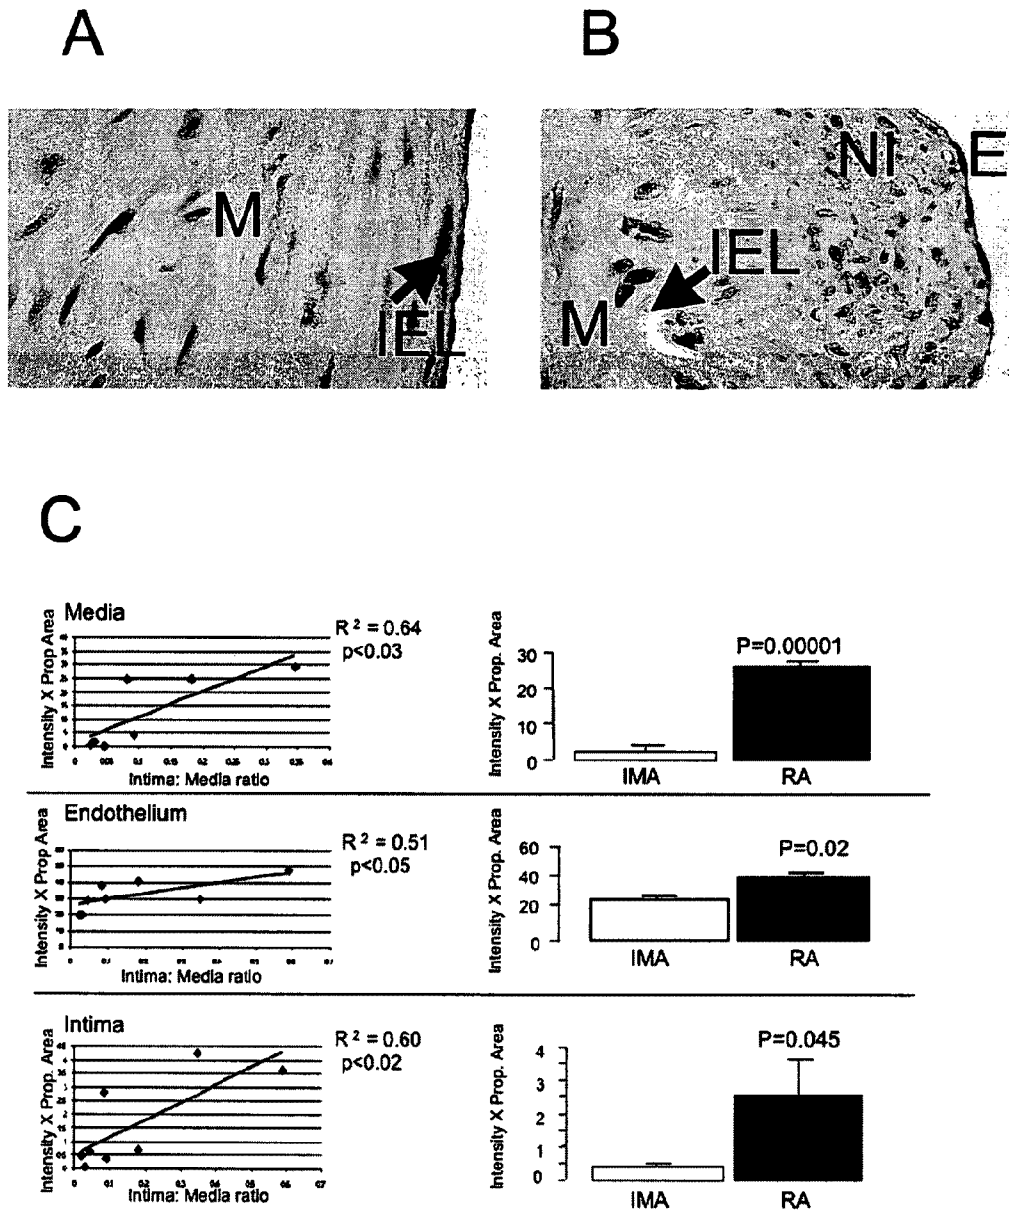 A
B
M
IEL
NI
E
IEL
M
C
Media
R 2 = 0.64
p<0.03
Intensity X Prop Area
Intima: Media ratio
P=0.00001
Intensity X Prop. Area
30
20
10
0
IMA
RA
Endothelium
R 2 = 0.51
p<0.05
Intensity X Prop Area
Intima: Media ratio
P=0.02
Intensity X Prop. Area
60
40
20
0
IMA
RA
Intima
R 2 = 0.60
p<0.02
Intensity X Prop. Area
Intima: Media ratio
P=0.045
Intensity X Prop. Area
4
3
2
1
0
IMA
RA